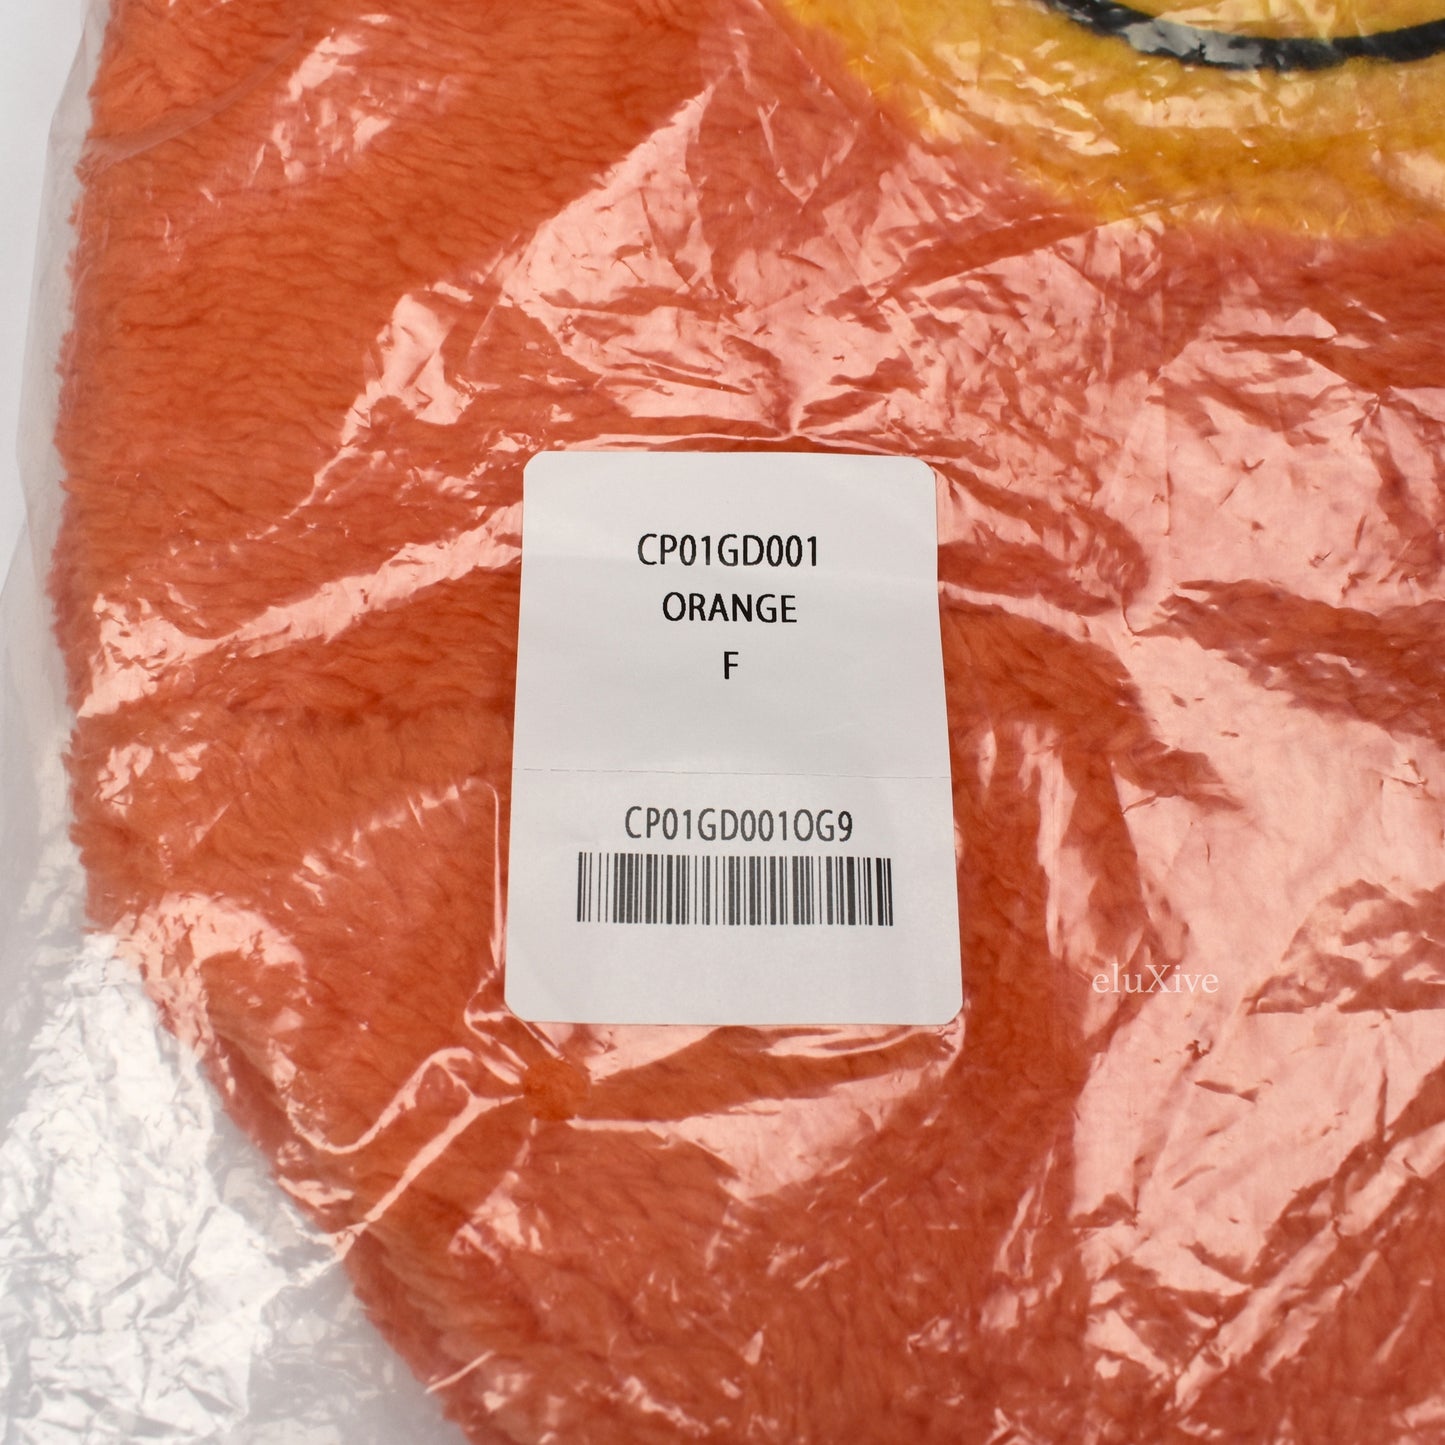 CP01GD001
ORANGE
F
CP01GD001OG9
eluXive